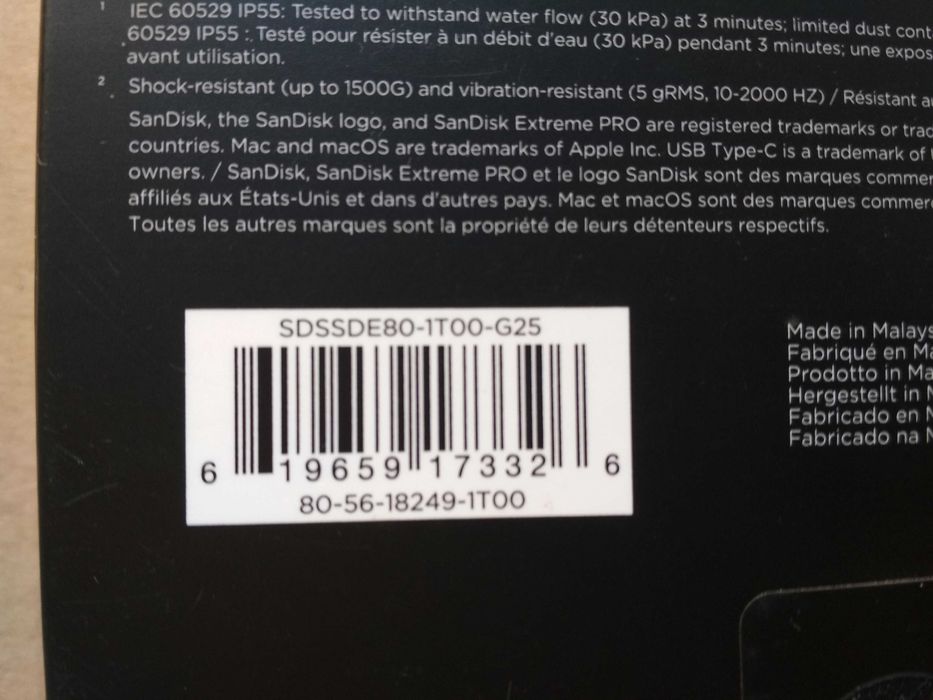 1 IEC 60529 IP55: Tested to withstand water flow (30 kPa) at 3 minutes; limited dust
60529 IP55 : Testé pour résister à un débit d'eau (30 kPa) pendant 3 minutes; une
avant utilisation.
2 Shock-resistant (up to 1500G) and vibration-resistant (5 gRMS, 10-2000 HZ) / Résistant
SanDisk, the SanDisk logo, and SanDisk Extreme PRO are registered trademarks or
countries. Mac and macOS are trademarks of Apple Inc. USB Type-C is a trademark of
owners. / SanDisk, SanDisk Extreme PRO et le logo SanDisk sont des marques
affiliés aux États-Unis et dans d'autres pays. Mac et macOS sont des marques
Toutes les autres marques sont la propriété de leurs détenteurs respectifs.
SDSSDE80-1T00-G25
6 19659 17332 6
80-56-18249-1T00
Made in Malays
Fabriqué en Ma
Prodotto in Ma
Hergestellt in M
Fabricado en M
Fabricado na M